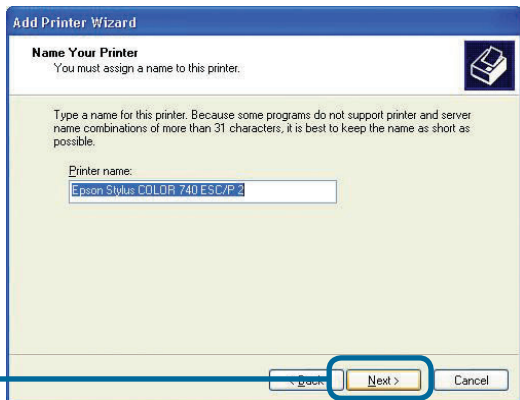 Add Printer Wizard
Name Your Printer
You must assign a name to this printer.
Type a name for this printer. Because some programs do not support printer and server
name combinations of more than 31 characters, it is best to keep the name as short as
possible.
Printer name:
Epson Stylus COLOR 740 ESC/P 2
< Back Next > Cancel